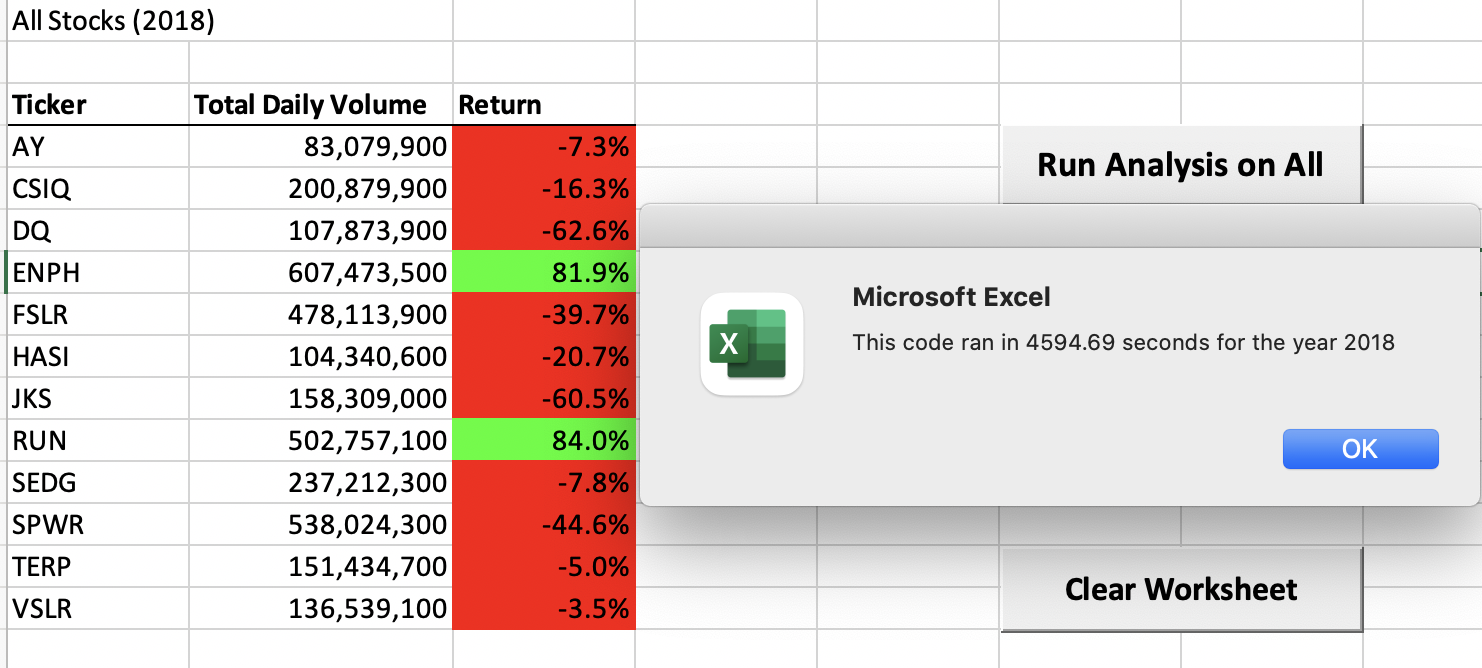 All Stocks (2018)
Ticker Total Daily Volume Return
AY 83,079,900 -7.3%
CSIQ 200,879,900 -16.3%
DQ 107,873,900 -62.6%
ENPH 607,473,500 81.9%
FSLR 478,113,900 -39.7%
HASI 104,340,600 -20.7%
JKS 158,309,000 -60.5%
RUN 502,757,100 84.0%
SEDG 237,212,300 -7.8%
SPWR 538,024,300 -44.6%
TERP 151,434,700 -5.0%
VSLR 136,539,100 -3.5%
Run Analysis on All
X
Microsoft Excel
This code ran in 4594.69 seconds for the year 2018
OK
Clear Worksheet